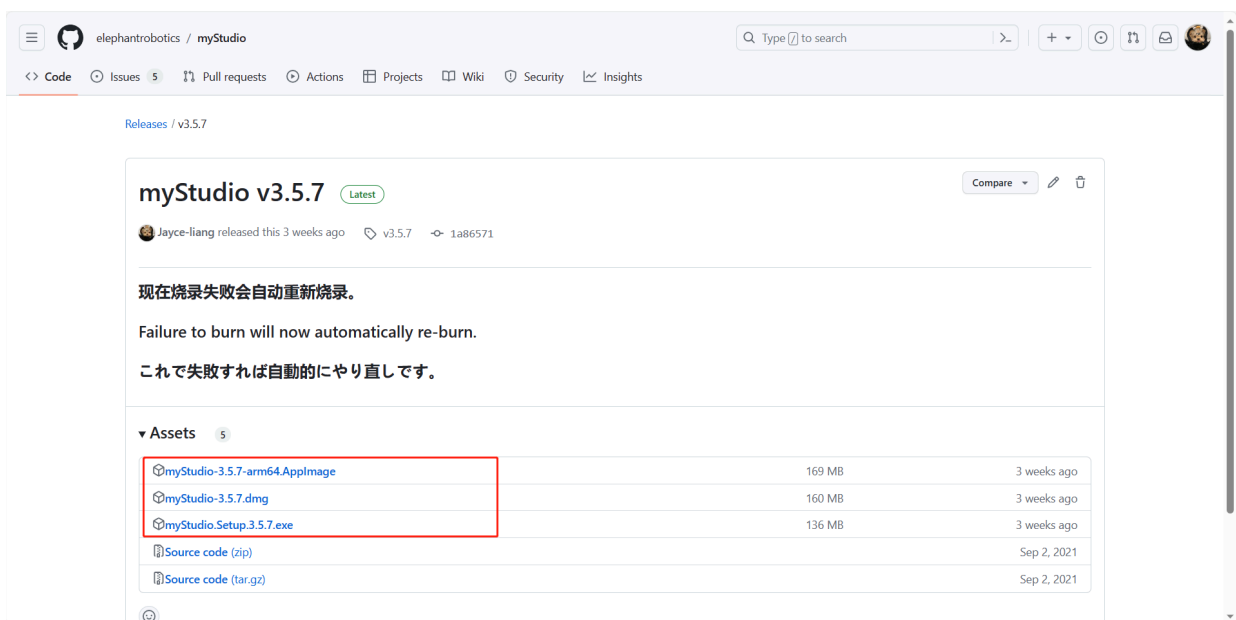 elephantrobotics / myStudio
Type / to search
Code Issues 5 Pull requests Actions Projects Wiki Security Insights
Releases / v3.5.7
myStudio v3.5.7 Latest
Compare
Jayce-liang released this 3 weeks ago v3.5.7 1a86571
现在烧录失败会自动重新烧录。
Failure to burn will now automatically re-burn.
これで失敗すれば自動的にやり直しです。
Assets 5
myStudio-3.5.7-arm64.AppImage 169 MB 3 weeks ago
myStudio-3.5.7.dmg 160 MB 3 weeks ago
myStudio.Setup.3.5.7.exe 136 MB 3 weeks ago
Source code (zip) Sep 2, 2021
Source code (tar.gz) Sep 2, 2021